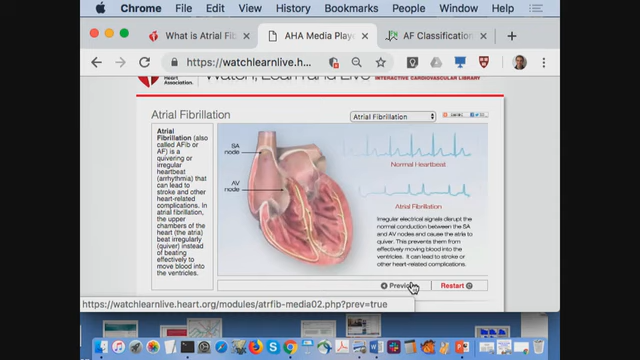 Chrome File Edit View History Bookmarks People Window Help
What is Atrial Fib
AHA Media Playe
AF Classification
https://watchlearnlive.heart
Heart
Association.
Watch, Learn and Live
INTERACTIVE CARDIOVASCULAR LIBRARY
Atrial Fibrillation
Atrial Fibrillation
Atrial
Fibrillation (also
called AFib or
AF) is a
quivering or
irregular
heartbeat
(arrhythmia) that
can lead to
stroke and other
heart-related
complications. In
atrial fibrillation,
the upper
chambers of the
heart (the atria)
beat irregularly
(quiver) instead
of beating
effectively to
move blood into
the ventricles.
SA
node
AV
node
Normal Heartbeat
Atrial Fibrillation
Irregular electrical signals disrupt the
normal conduction between the SA
and AV nodes and cause the atria to
quiver. This prevents them from
effectively moving blood into the
ventricles. It can lead to stroke or
other heart-related complications.
Previous
Restart
https://watchlearnlive.heart.org/modules/atrfib-media02.php?prev=true